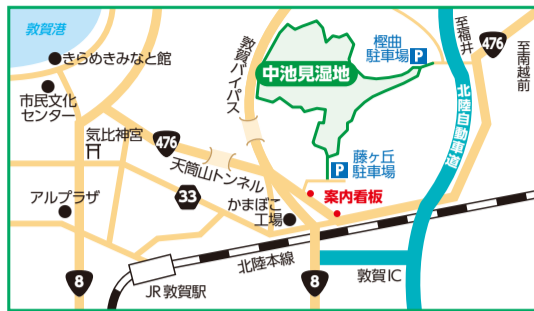 敦賀港
きらめきみなと館
市民文化
センター
気比神宮
476
天筒山トンネル
33
アルプラザ
かまぼこ
工場
8
JR敦賀駅
北陸本線
8
敦賀IC
敦賀バイパス
中池見湿地
樫曲
駐車場
P
藤ヶ丘
駐車場
P
案内看板
至福井
476
至南越前
北陸自動車道